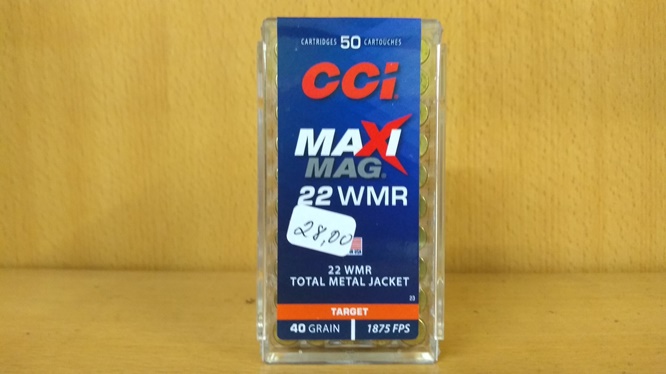 CARTRIDGES 50 CARTOUCHES
CCI
MAXI
MAG
22 WMR
28,00
22 WMR
TOTAL METAL JACKET
23
TARGET
40 GRAIN 1875 FPS